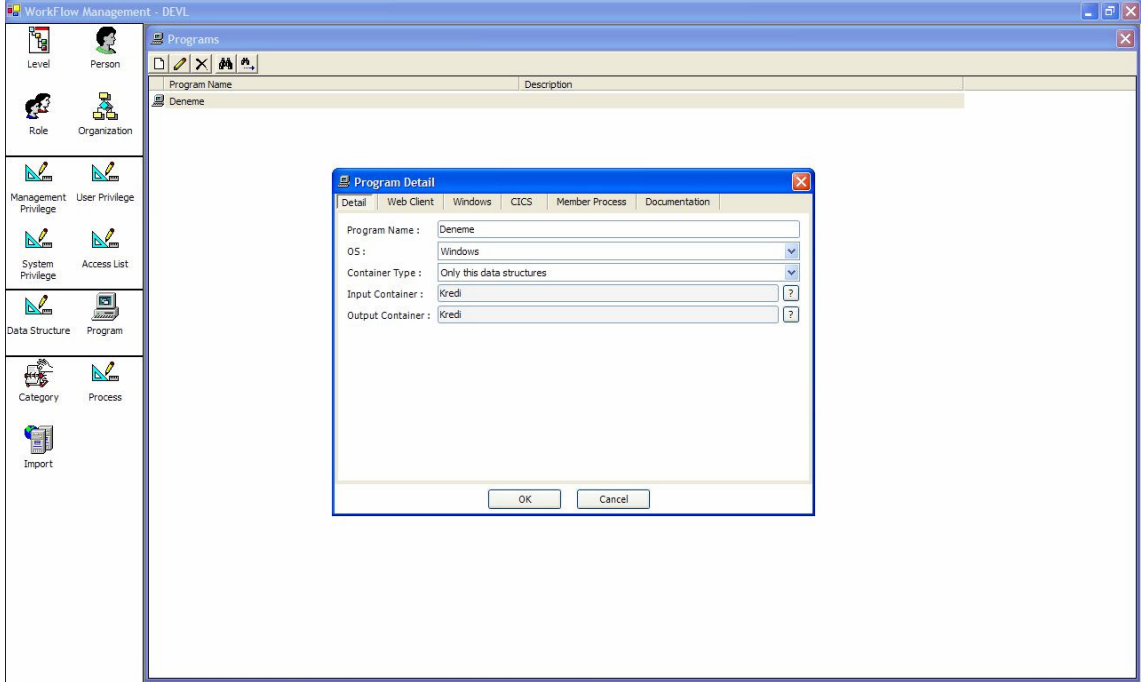 WorkFlow Management - DEVL
Level
Person
Role
Organization
Management Privilege
User Privilege
System Privilege
Access List
Data Structure
Program
Category
Process
Import
Programs
Program Name
Description
Deneme
Program Detail
Detail
Web Client
Windows
CICS
Member Process
Documentation
Program Name : Deneme
OS : Windows
Container Type : Only this data structures
Input Container : Kredi ?
Output Container : Kredi ?
OK
Cancel